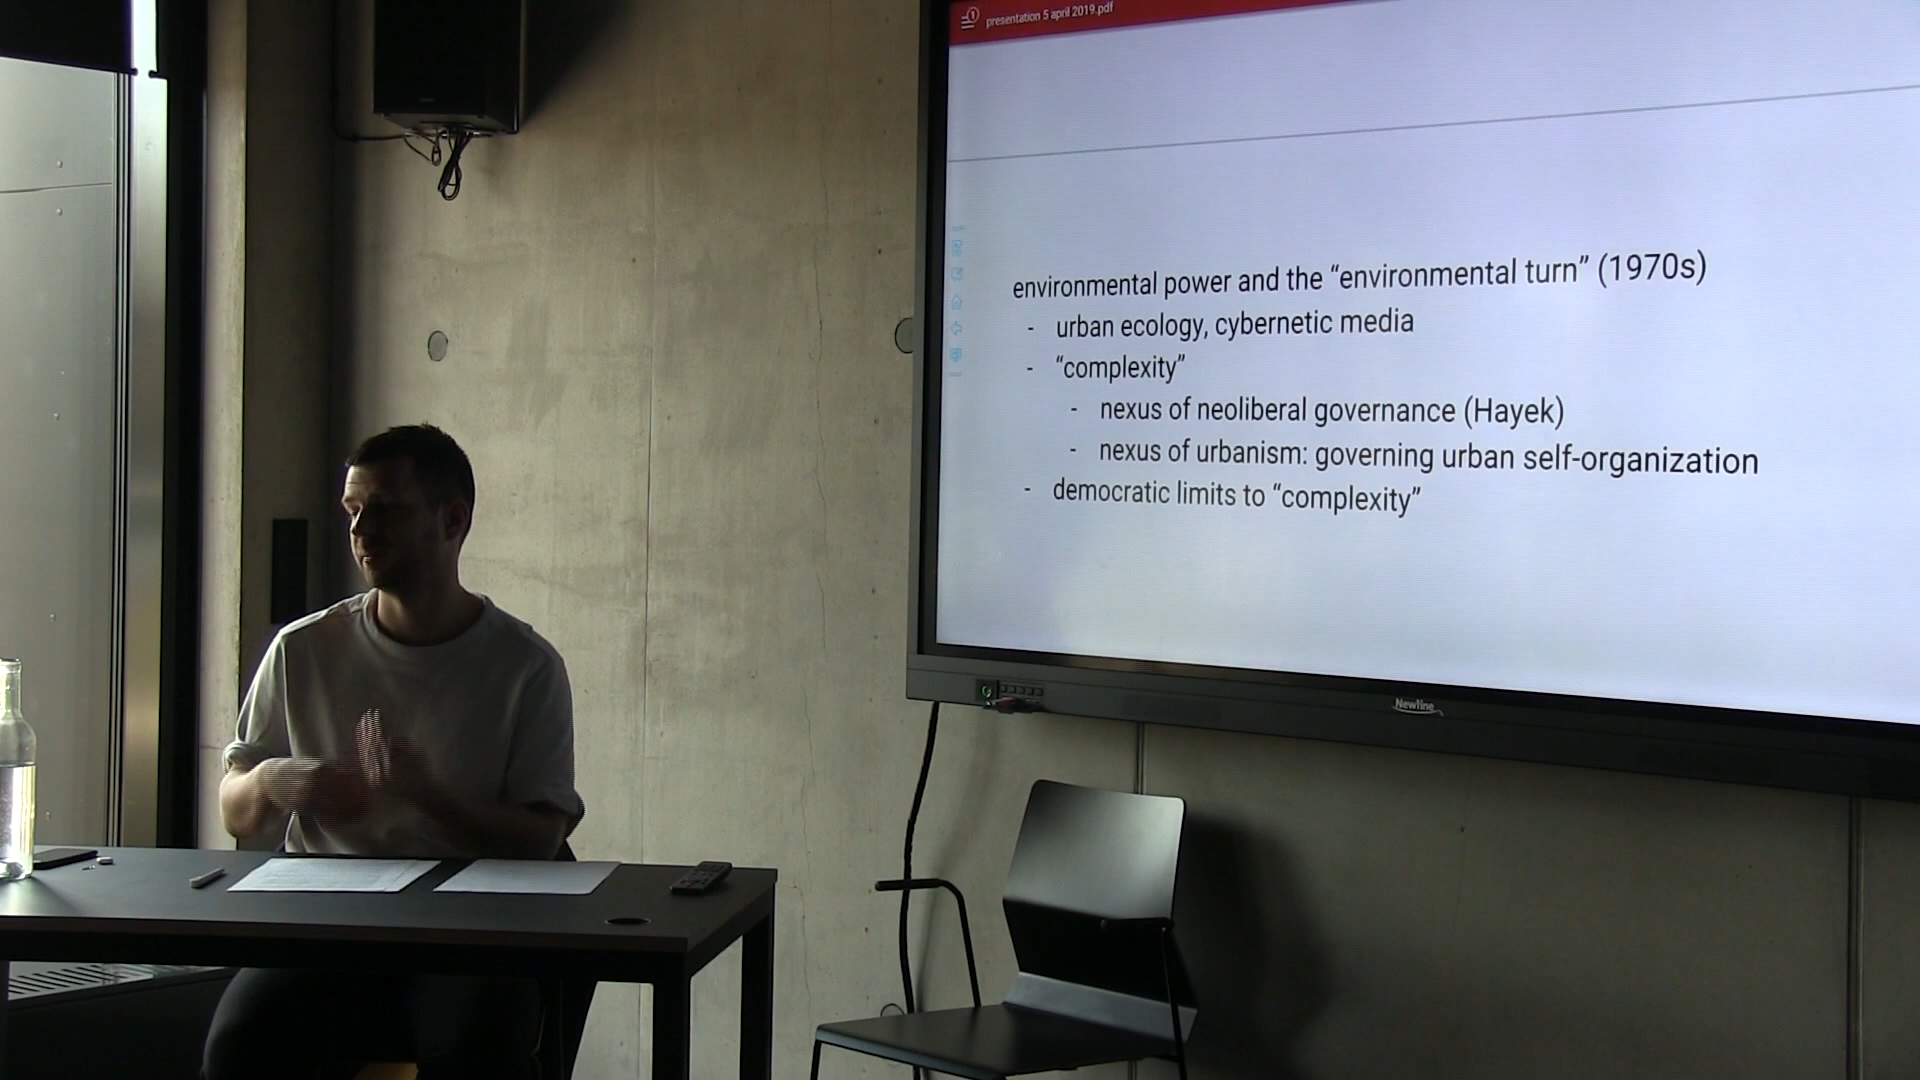 presentation 5 april 2019.pdf
environmental power and the “environmental turn” (1970s)
- urban ecology, cybernetic media
- “complexity”
- nexus of neoliberal governance (Hayek)
- nexus of urbanism: governing urban self-organization
- democratic limits to “complexity”
Newline